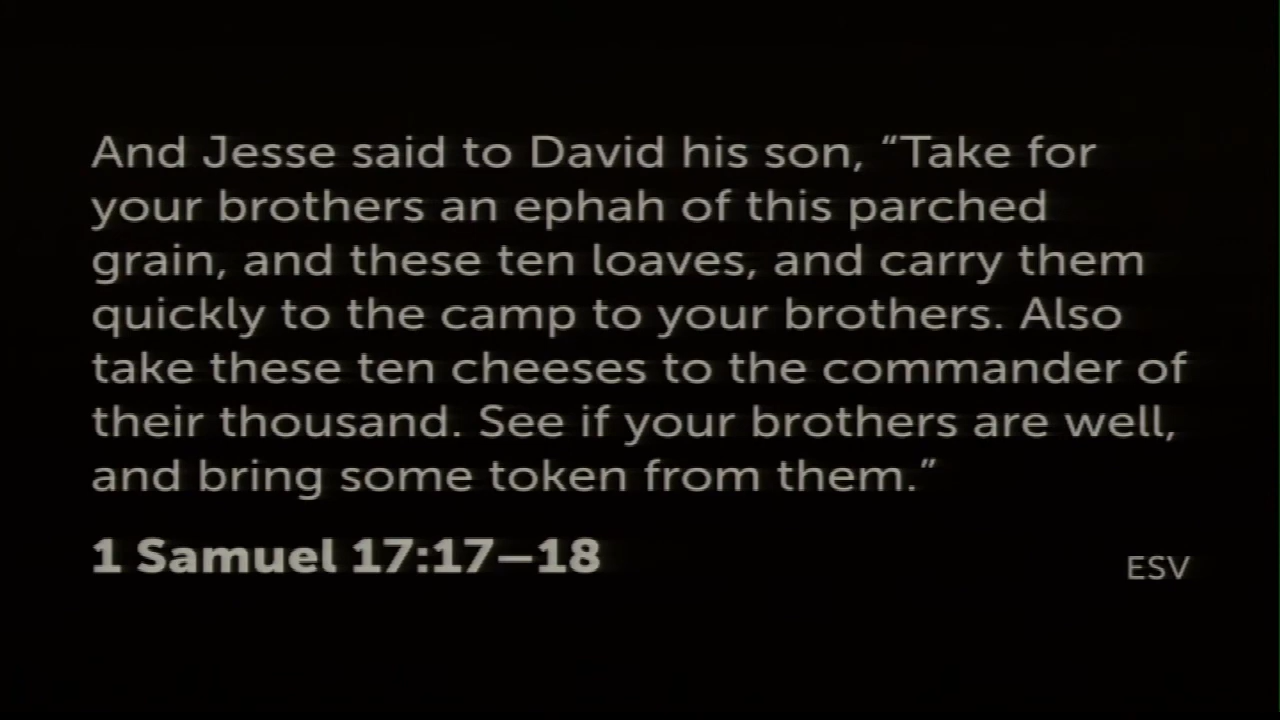 And Jesse said to David his son, “Take for
your brothers an ephah of this parched
grain, and these ten loaves, and carry them
quickly to the camp to your brothers. Also
take these ten cheeses to the commander of
their thousand. See if your brothers are well,
and bring some token from them.”
1 Samuel 17:17–18
ESV